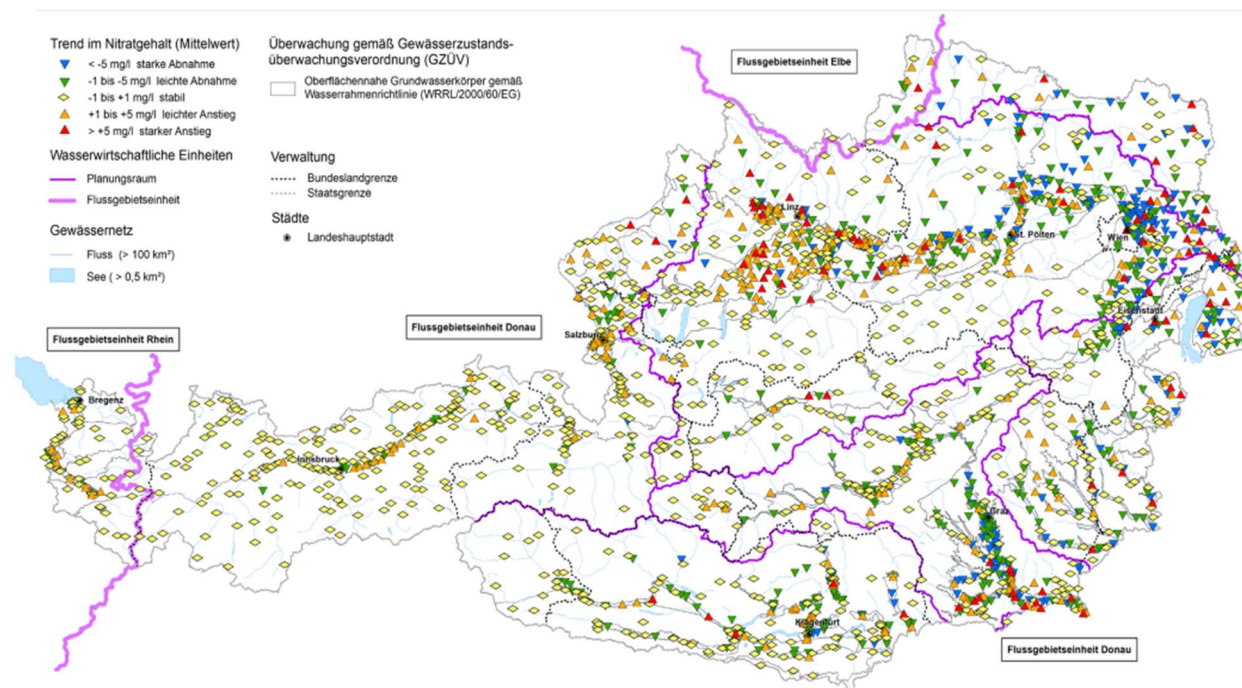 Trend im Nitratgehalt (Mittelwert)
< -5 mg/l starke Abnahme
-1 bis -5 mg/l leichte Abnahme
-1 bis +1 mg/l stabil
+1 bis +5 mg/l leichter Anstieg
> +5 mg/l starker Anstieg
Wasserwirtschaftliche Einheiten
Planungsraum
Flussgebietseinheit
Gewässernetz
Fluss (> 100 km²)
See ( > 0,5 km²)
Überwachung gemäß Gewässerzustands-
überwachungsverordnung (GZÜV)
Oberflächennahe Grundwasserkörper gemäß
Wasserrahmenrichtlinie (WRRL/2000/60/EG)
Verwaltung
Bundeslandgrenze
Staatsgrenze
Städte
Landeshauptstadt
Flussgebietseinheit Elbe
Linz
St. Pölten
Wien
Eisenstadt
Flussgebietseinheit Donau
Salzburg
Flussgebietseinheit Rhein
Bregenz
Innsbruck
Graz
Klagenfurt
Flussgebietseinheit Donau